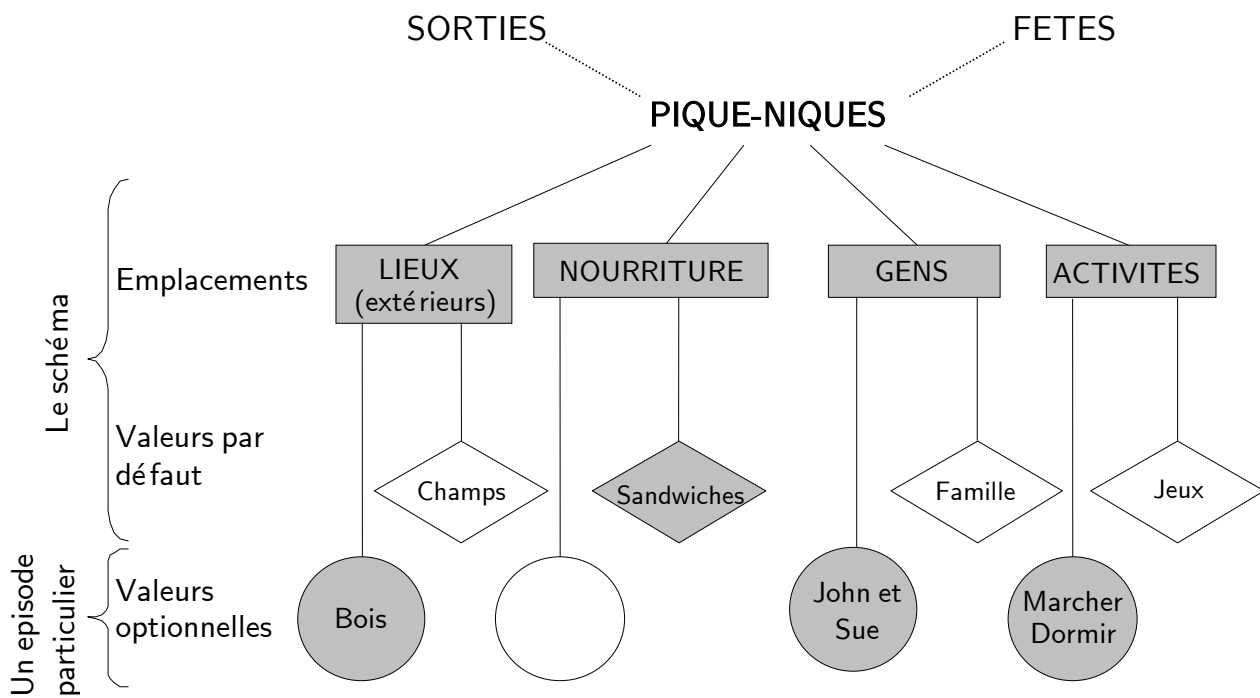 SORTIES
FETES
PIQUE-NIQUES
Le schéma
Emplacements
LIEUX
(extérieurs)
NOURRITURE
GENS
ACTIVITES
Valeurs par
défaut
Champs
Sandwiches
Famille
Jeux
Un episode
particulier
Valeurs
optionnelles
Bois
John et
Sue
Marcher
Dormir